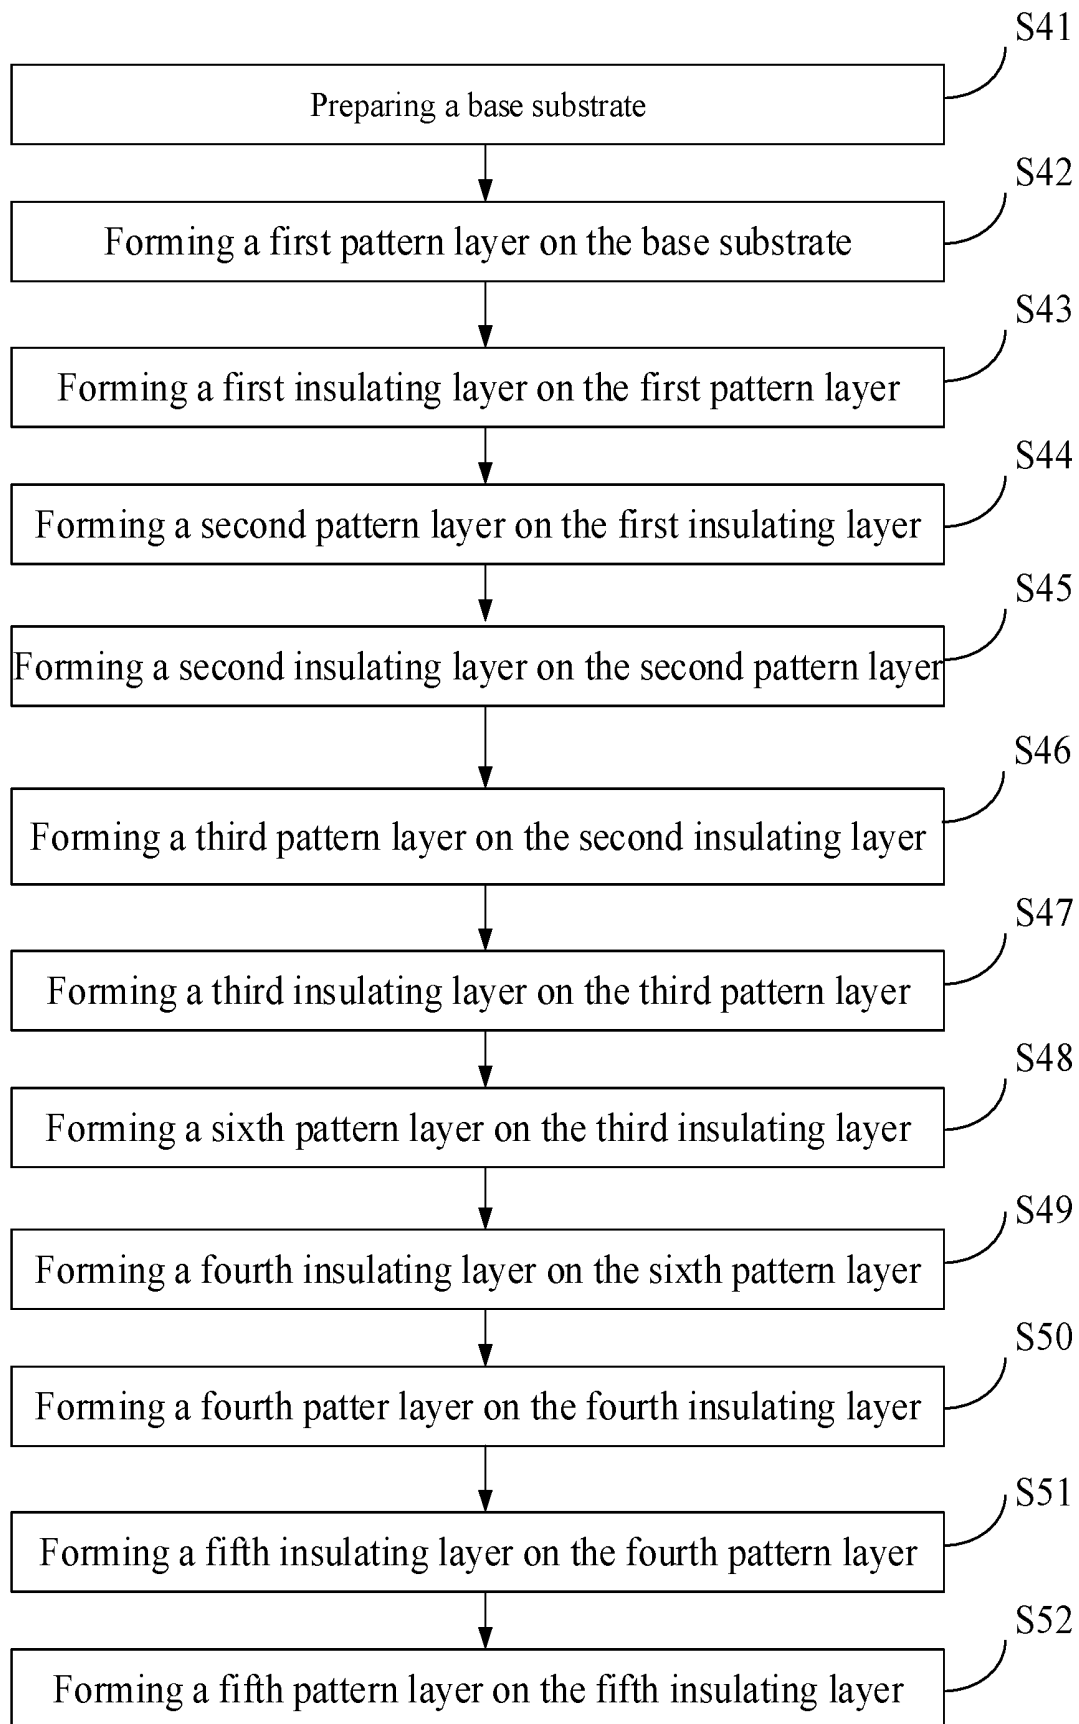 S41
Preparing a base substrate
S42
Forming a first pattern layer on the base substrate
S43
Forming a first insulating layer on the first pattern layer
S44
Forming a second pattern layer on the first insulating layer
S45
Forming a second insulating layer on the second pattern layer
S46
Forming a third pattern layer on the second insulating layer
S47
Forming a third insulating layer on the third pattern layer
S48
Forming a sixth pattern layer on the third insulating layer
S49
Forming a fourth insulating layer on the sixth pattern layer
S50
Forming a fourth patter layer on the fourth insulating layer
S51
Forming a fifth insulating layer on the fourth pattern layer
S52
Forming a fifth pattern layer on the fifth insulating layer